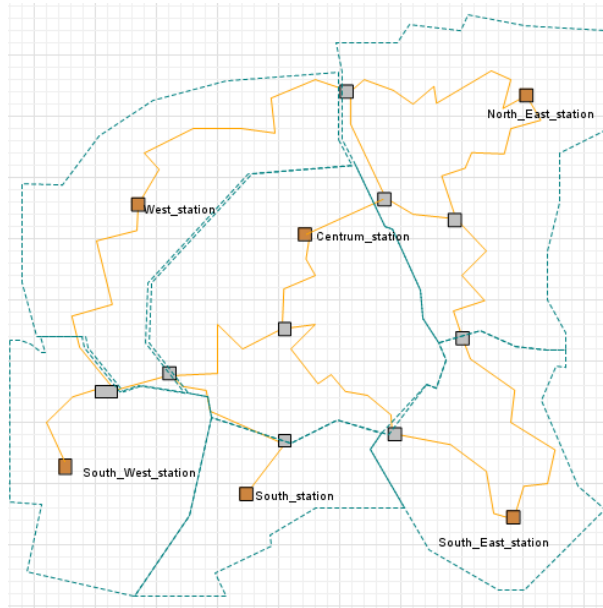 North_East_station
West_station
Centrum_station
South_West_station
South_station
South_East_station